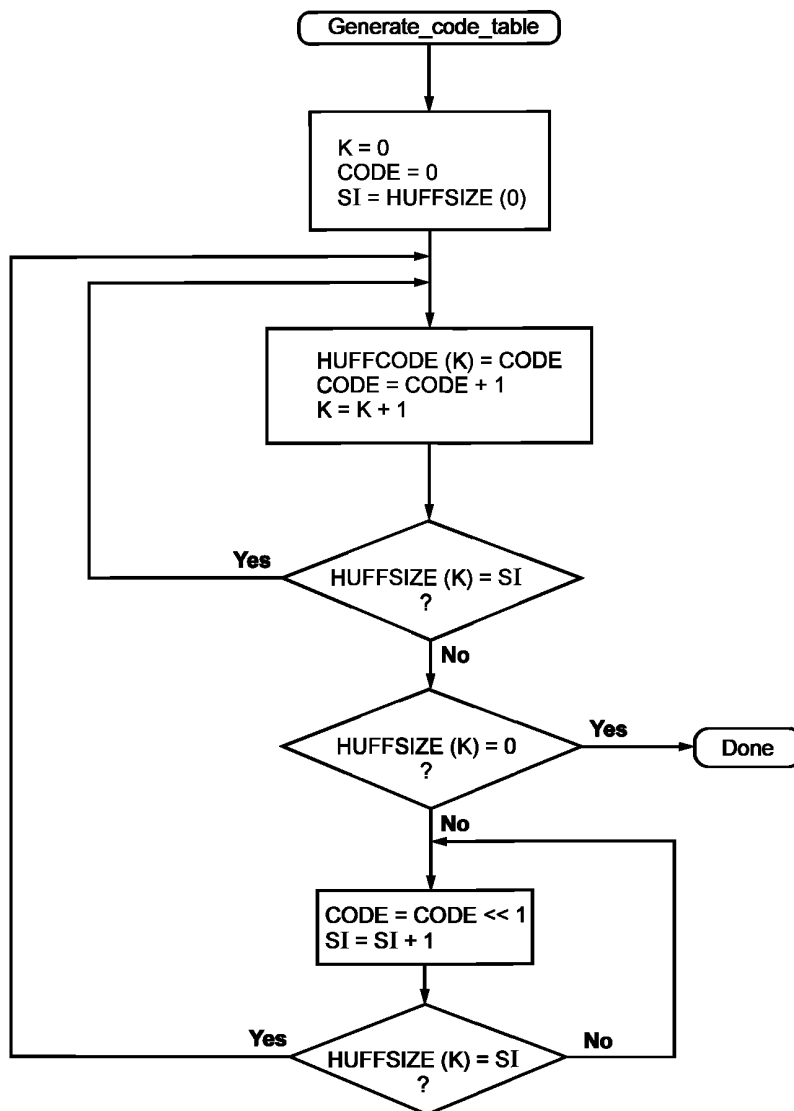 Generate_code_table
K = 0
CODE = 0
SI = HUFFSIZE (0)
HUFFCODE (K) = CODE
CODE = CODE + 1
K = K + 1
Yes
HUFFSIZE (K) = SI
?
No
HUFFSIZE (K) = 0
?
Yes
Done
No
CODE = CODE << 1
SI = SI + 1
Yes
HUFFSIZE (K) = SI
?
No